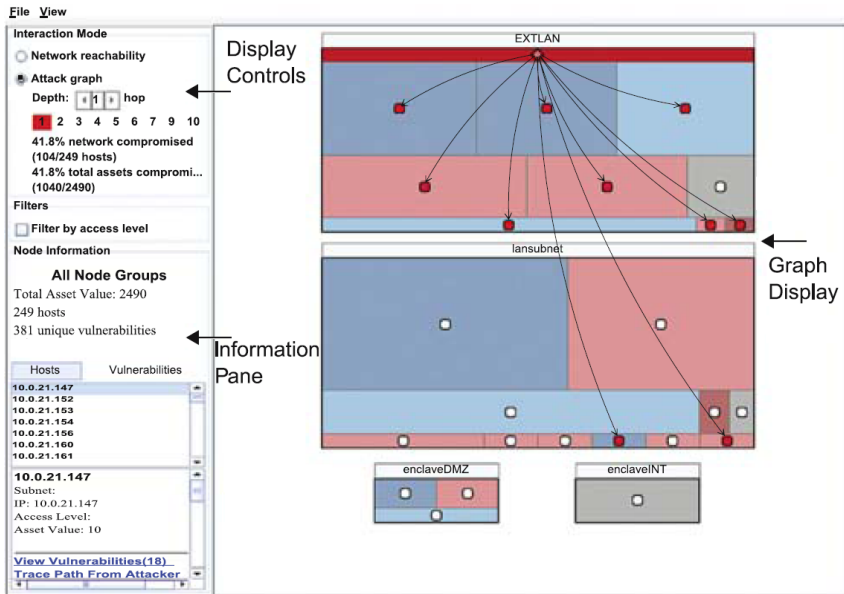 File View
Interaction Mode
Network reachability
Attack graph
Depth: 1 hop
1 2 3 4 5 6 7 8 9 10
41.8% network compromised
(104/249 hosts)
41.8% total assets compromi...
(1040/2490)
Filters
Filter by access level
Node Information
All Node Groups
Total Asset Value: 2490
249 hosts
381 unique vulnerabilities
Hosts Vulnerabilities
10.0.21.147
10.0.21.152
10.0.21.153
10.0.21.154
10.0.21.156
10.0.21.160
10.0.21.161
10.0.21.147
Subnet:
IP: 10.0.21.147
Access Level:
Asset Value: 10
View Vulnerabilities(18)
Trace Path From Attacker
Display
Controls
Information
Pane
EXTLAN
lansubnet
enclaveDMZ
enclaveINT
Graph
Display